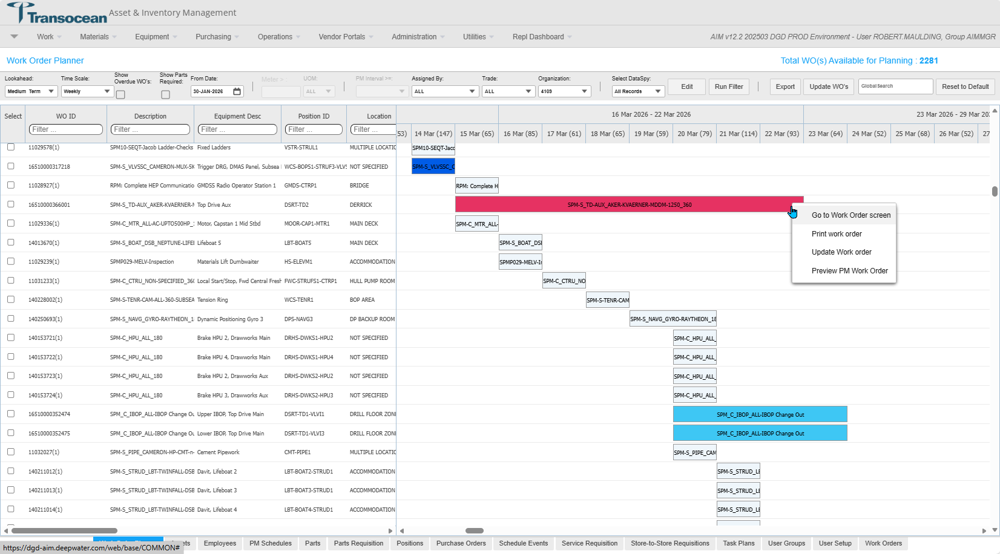 Transocean Asset & Inventory Management
Work Materials Equipment Purchasing Operations Vendor Portals Administration Utilities Repl Dashboard AIM v12.2 202503 DGD PROD Environment - User ROBERT.MAULDING, Group AIMMGR
Work Order Planner Total WO(s) Available for Planning : 2281
Lookahead: Time Scale: Show Overdue WO's: Show Parts Required: From Date: Meter > : UOM: PM Interval >=: Assigned By: Trade: Organization: Select DataSpy:
Medium Term Weekly 30-JAN-2026 ALL ALL ALL 4109 All Records Edit Run Filter Export Update WO's Global Search Reset to Default
Select WO ID Description Equipment Desc Position ID Location 16 Mar 2026 - 22 Mar 2026 23 Mar 2026 - 29 Mar 202
Filter ... Filter ... Filter ... Filter ... Filter ... (53) 14 Mar (147) 15 Mar (65) 16 Mar (85) 17 Mar (61) 18 Mar (65) 19 Mar (59) 20 Mar (79) 21 Mar (114) 22 Mar (93) 23 Mar (64) 24 Mar (52) 25 Mar (68) 26 Mar (52) 27
11029578(1) SPM10-SEQT-Jacob Ladder-Checks Fixed Ladders VSTR-STRUL1 MULTIPLE LOCATIC SPM10-SEQT-Jacc
16510000317218 SPM-S_VLVSSC_CAMERON-MUX-5K Trigger DRG, DMAS Panel, Subsea WCS-BOPS1-STRUF3-VLVS NOT SPECIFIED SPM-S_VLVSSC_C
11028927(1) RPM: Complete HEP Communicatio GMDSS Radio Operator Station 1 GMDS-CTRP1 BRIDGE RPM: Complete H
16510000366001 SPM-S_TD-AUX_AKER-KVAERNER-M Top Drive Aux DSRT-TD2 DERRICK SPM-S_TD-AUX_AKER-KVAERNER-MDDM-1250_360
11029336(1) SPM-C_MTR_ALL-AC-UPTO500HP_ Motor, Capstan 1 Mid Stbd MOOR-CAP1-MTR1 MAIN DECK SPM-C_MTR_ALL-
14013670(1) SPM-S_BOAT_DSB_NEPTUNE-LIFEI Lifeboat 5 LBT-BOAT5 MAIN DECK SPM-S_BOAT_DSI
11029239(1) SPMP029-MELV-Inspection Materials Lift Dumbwaiter HS-ELEVM1 ACCOMMODATION SPMP029-MELV-I
11031233(1) SPM-C_CTRU_NON-SPECIFIED_360 Local Start/Stop, Fwd Central Fresh FWC-STRUFS1-CTRP1 HULL PUMP ROOM SPM-C_CTRU_NO
140228002(1) SPM-S-TENR-CAM-ALL-360-SUBSEA Tension Ring WCS-TENR1 BOP AREA SPM-S-TENR-CAM
140250693(1) SPM-S_NAVG_GYRO-RAYTHEON_1 Dynamic Positioning Gyro 3 DPS-NAVG3 DP BACKUP ROOM SPM-S_NAVG_GYRO-RAYTHEON_18
140153721(1) SPM-C_HPU_ALL_180 Brake HPU 2, Drawworks Main DRHS-DWKS1-HPU2 NOT SPECIFIED SPM-C_HPU_ALL_
140153722(1) SPM-C_HPU_ALL_180 Brake HPU 4, Drawworks Main DRHS-DWKS1-HPU4 NOT SPECIFIED SPM-C_HPU_ALL_
140153723(1) SPM-C_HPU_ALL_180 Brake HPU 2, Drawworks Aux DRHS-DWKS2-HPU2 NOT SPECIFIED SPM-C_HPU_ALL_
140153724(1) SPM-C_HPU_ALL_180 Brake HPU 3, Drawworks Aux DRHS-DWKS2-HPU3 NOT SPECIFIED SPM-C_HPU_ALL_
16510000352474 SPM_C_IBOP_ALL-IBOP Change Ou Upper IBOP, Top Drive Main DSRT-TD1-VLVI1 DRILL FLOOR ZONI SPM_C_IBOP_ALL-IBOP Change Out
16510000352475 SPM_C_IBOP_ALL-IBOP Change Ou Lower IBOP, Top Drive Main DSRT-TD1-VLVI3 DRILL FLOOR ZONI SPM_C_IBOP_ALL-IBOP Change Out
11032027(1) SPM-S_PIPE_CAMERON-HP-CMT-n- Cement Pipework CMT-PIPE1 MULTIPLE LOCATIC SPM-S_PIPE_CAM
140211012(1) SPM-S_STRUD_LBT-TWINFALL-DSB Davit, Lifeboat 2 LBT-BOAT2-STRUD1 ACCOMMODATION SPM-S_STRUD_LE
140211013(1) SPM-S_STRUD_LBT-TWINFALL-DSB Davit, Lifeboat 3 LBT-BOAT3-STRUD1 ACCOMMODATION SPM-S_STRUD_LE
140211014(1) SPM-S_STRUD_LBT-TWINFALL-DSB Davit, Lifeboat 4 LBT-BOAT4-STRUD1 ACCOMMODATION SPM-S_STRUD_LE
Go to Work Order screen
Print work order
Update Work order
Preview PM Work Order
ets Employees PM Schedules Parts Parts Requisition Positions Purchase Orders Schedule Events Service Requisition Store-to-Store Requisitions Task Plans User Groups User Setup Work Orders
https://dgd-aim.deepwater.com/web/base/COMMON#